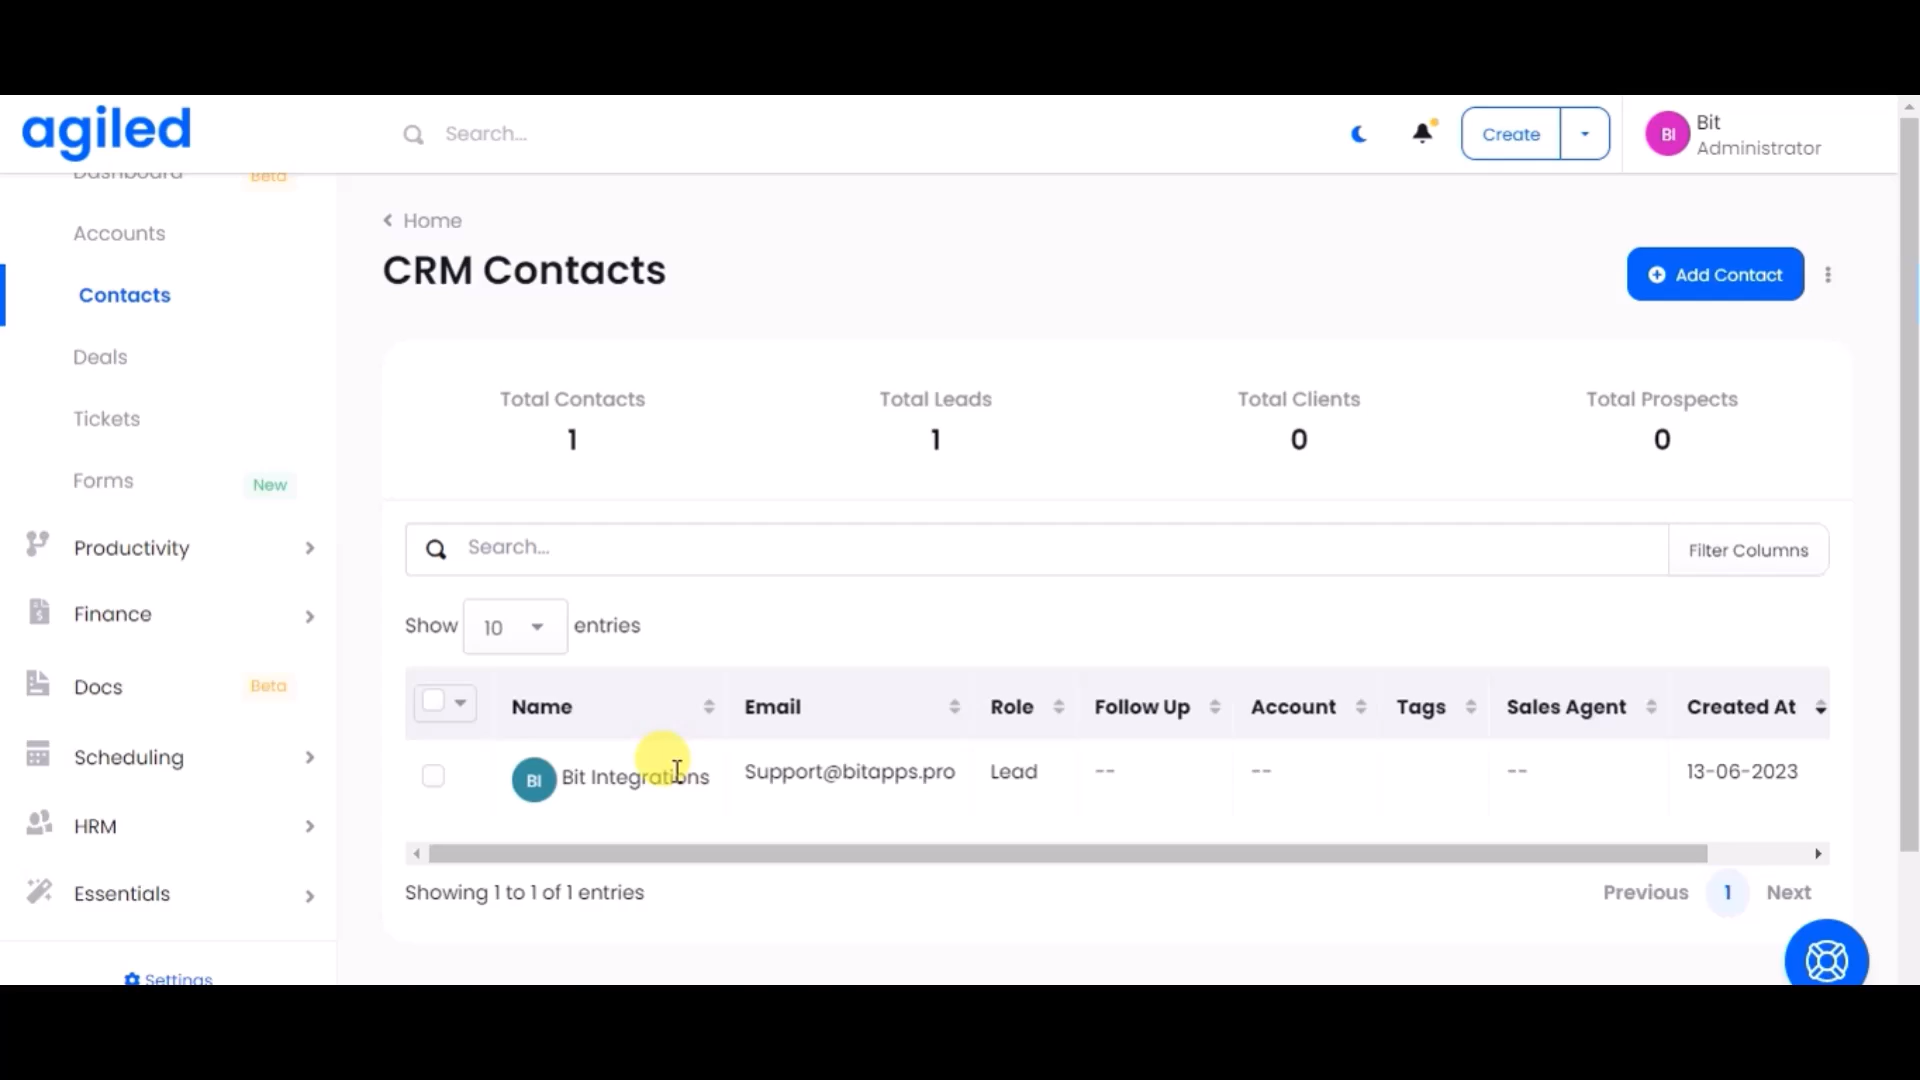 agiled
Search...
Create
BI
Bit
Administrator
Dashboard
Beta
Accounts
Contacts
Deals
Tickets
Forms
New
Productivity
Finance
Docs
Beta
Scheduling
HRM
Essentials
Settings
Home
CRM Contacts
Add Contact
Total Contacts
1
Total Leads
1
Total Clients
0
Total Prospects
0
Search...
Filter Columns
Show 10 entries
Name Email Role Follow Up Account Tags Sales Agent Created At
BI Bit Integrations Support@bitapps.pro Lead -- -- -- 13-06-2023
Showing 1 to 1 of 1 entries
Previous 1 Next